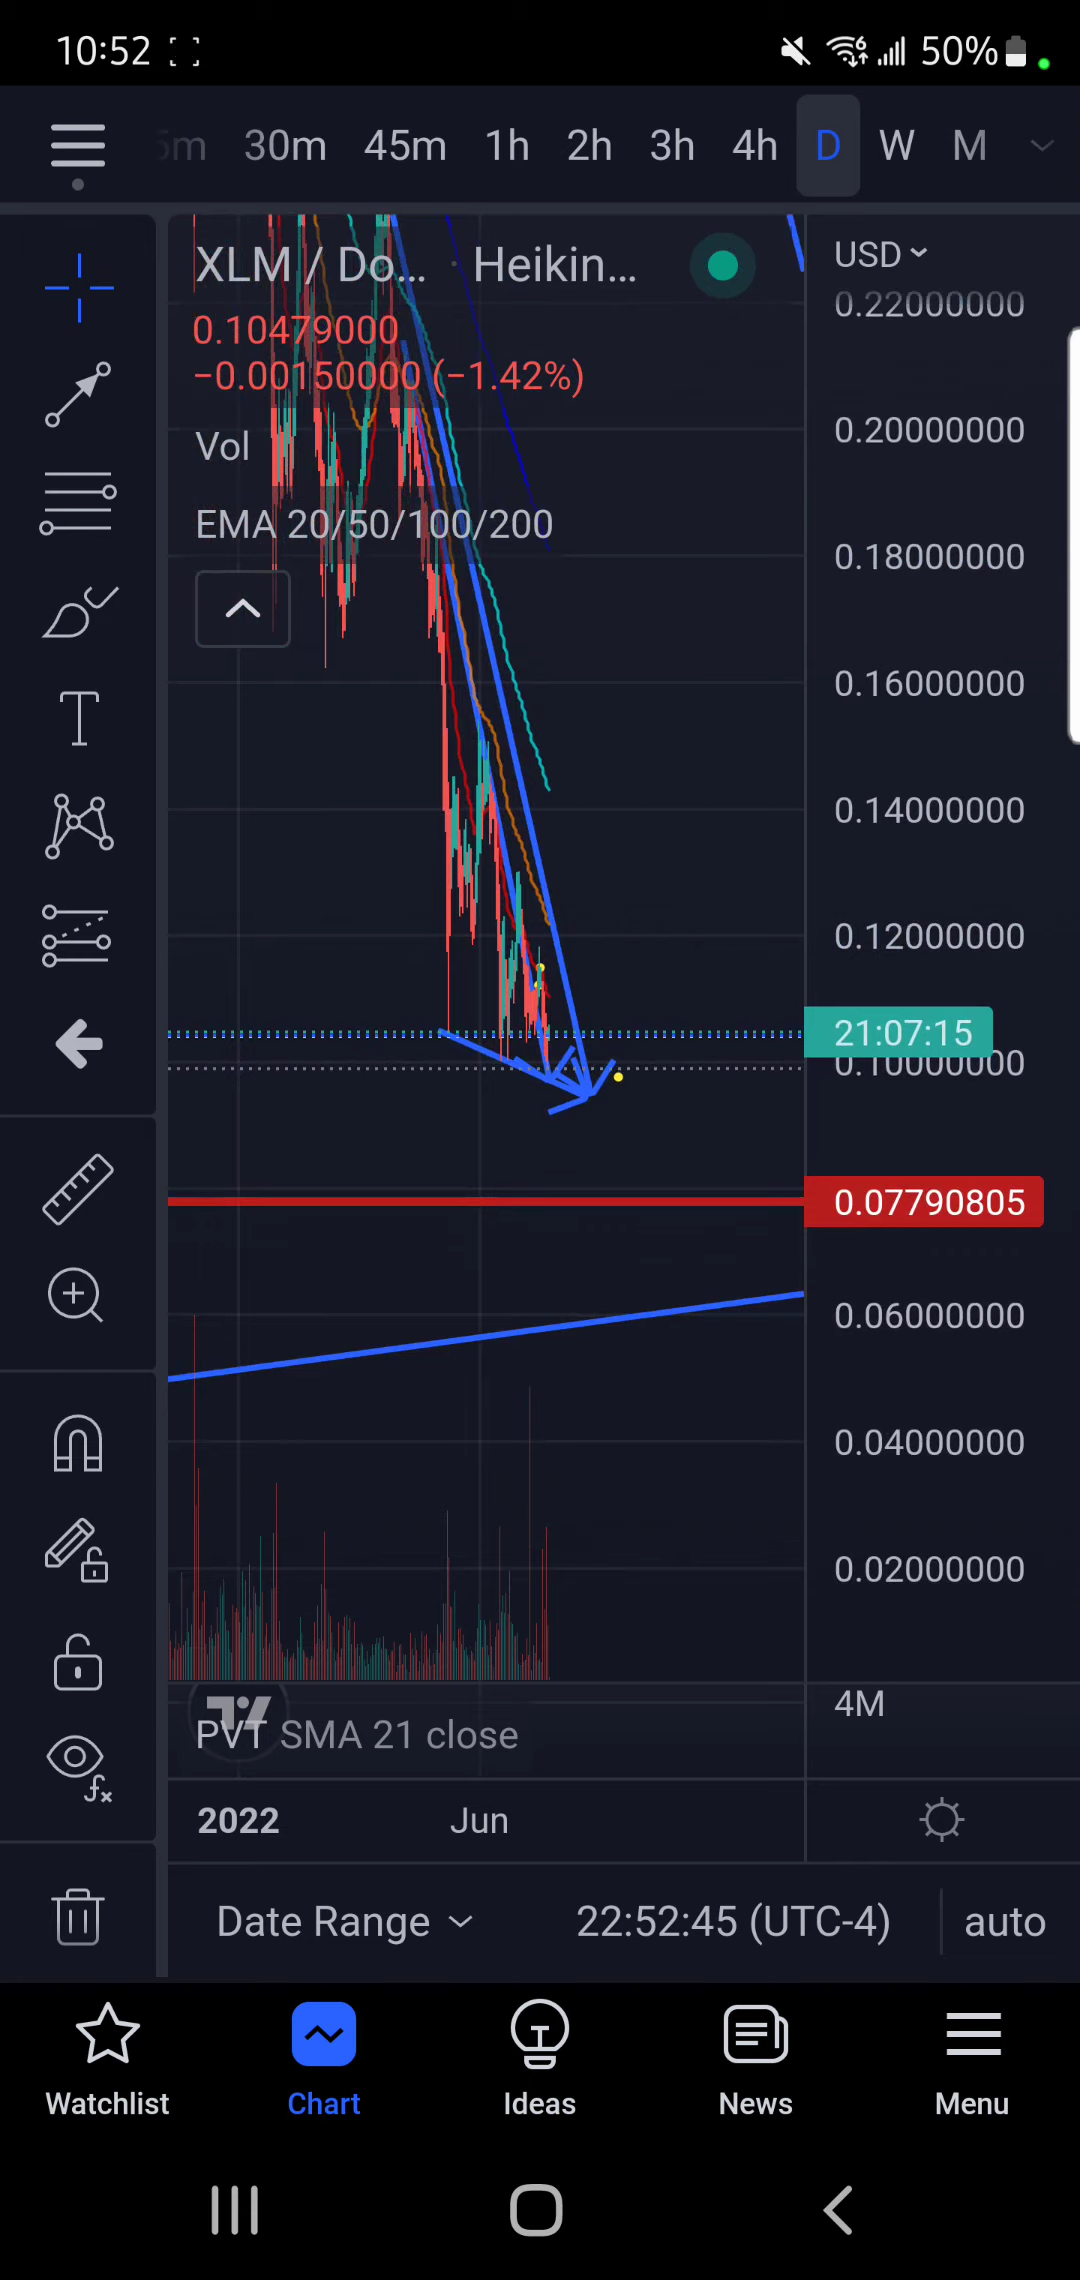 10:52 50%
30m 45m 1h 2h 3h 4h D W M
XLM / Do... · Heikin...
USD
0.10479000
−0.00150000 (−1.42%)
Vol
EMA 20/50/100/200
0.22000000
0.20000000
0.18000000
0.16000000
0.14000000
0.12000000
21:07:15
0.10000000
0.07790805
0.06000000
0.04000000
0.02000000
4M
PVT SMA 21 close
2022 Jun
Date Range 22:52:45 (UTC-4) auto
Watchlist Chart Ideas News Menu